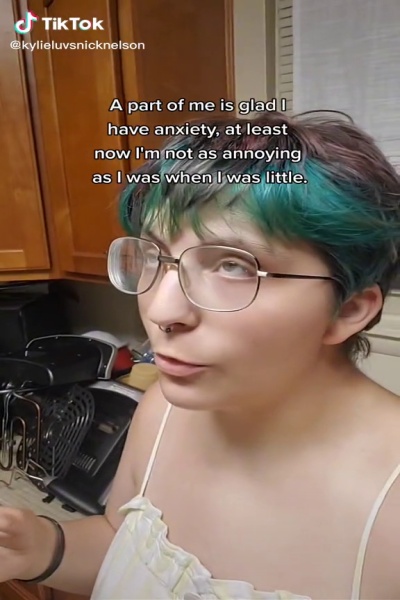 TikTok
@kylieluvsnicknelson
A part of me is glad I
have anxiety, at least
now I'm not as annoying
as I was when I was little.